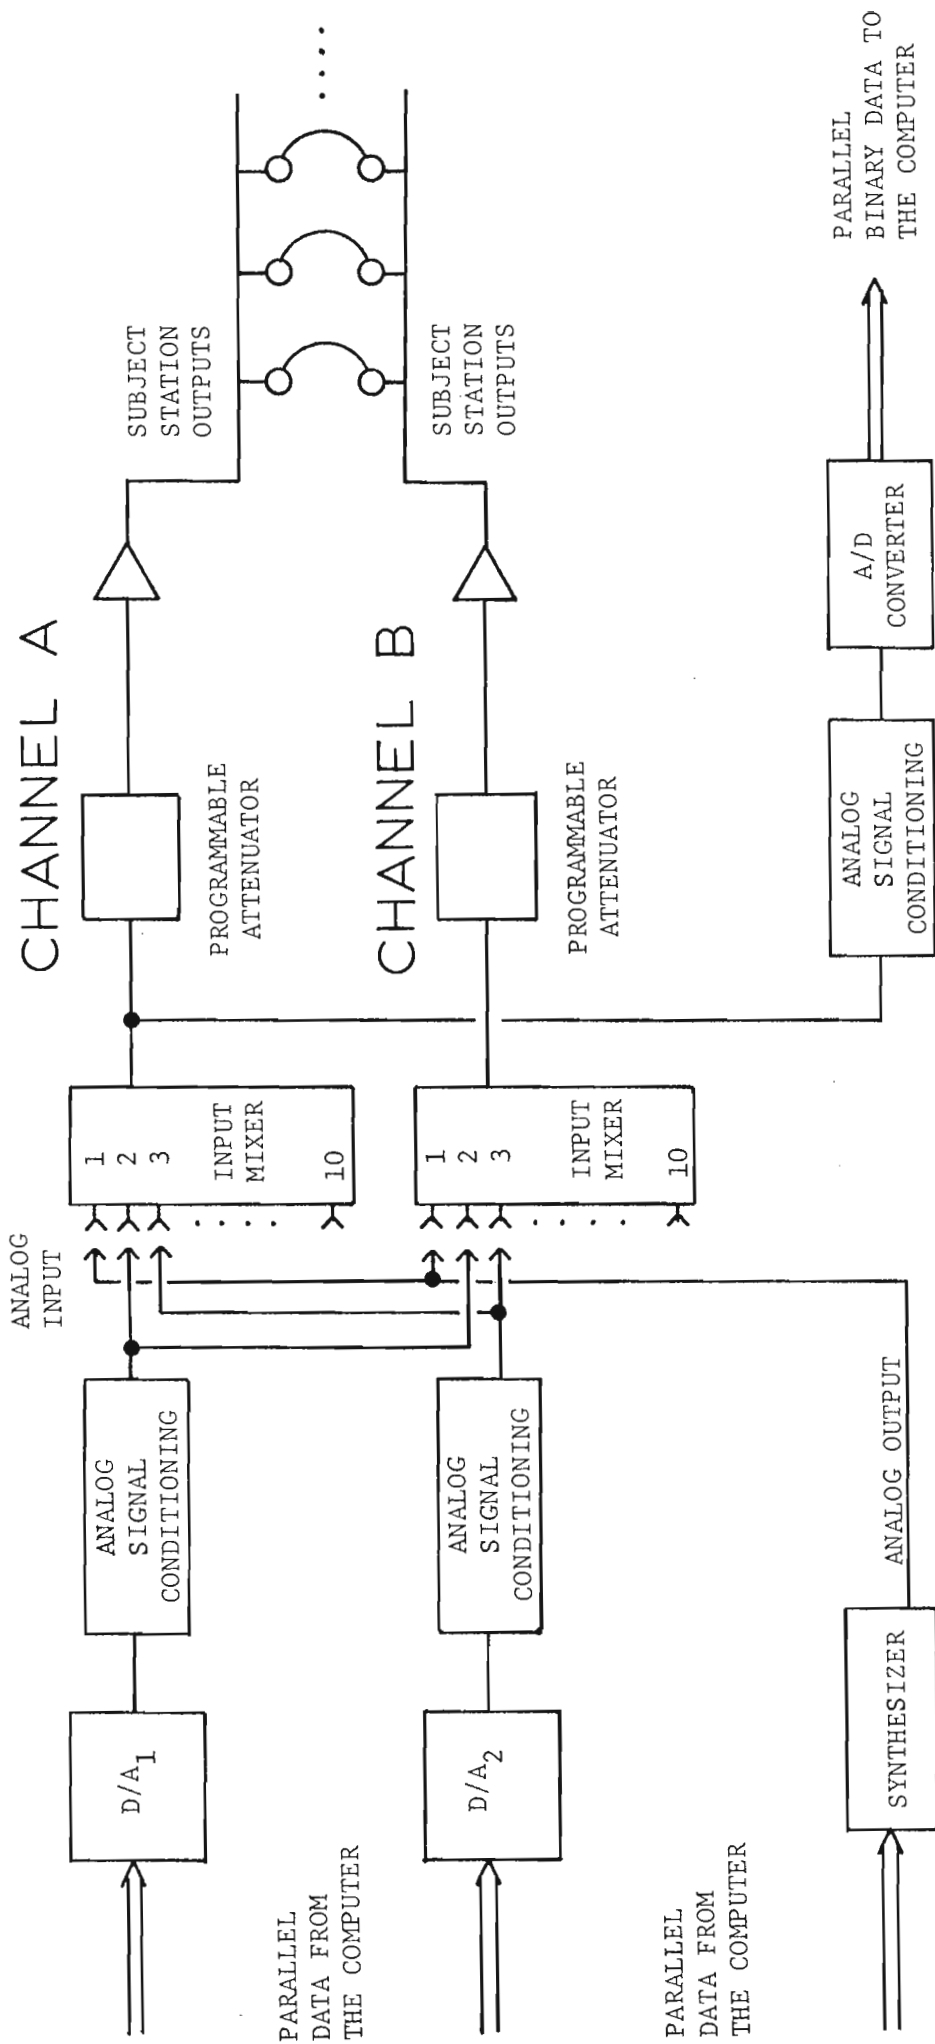 CHANNEL A
SUBJECT
STATION
OUTPUTS
PROGRAMMABLE
ATTENUATOR
ANALOG
INPUT
1
2
3
INPUT
MIXER
.....
10
ANALOG
SIGNAL
CONDITIONING
D/A1
PARALLEL
DATA FROM
THE COMPUTER
CHANNEL B
SUBJECT
STATION
OUTPUTS
PROGRAMMABLE
ATTENUATOR
1
2
3
INPUT
MIXER
.....
10
ANALOG
SIGNAL
CONDITIONING
D/A2
PARALLEL
DATA FROM
THE COMPUTER
SYNTHESIZER
ANALOG OUTPUT
ANALOG
SIGNAL
CONDITIONING
A/D
CONVERTER
PARALLEL
BINARY DATA TO
THE COMPUTER